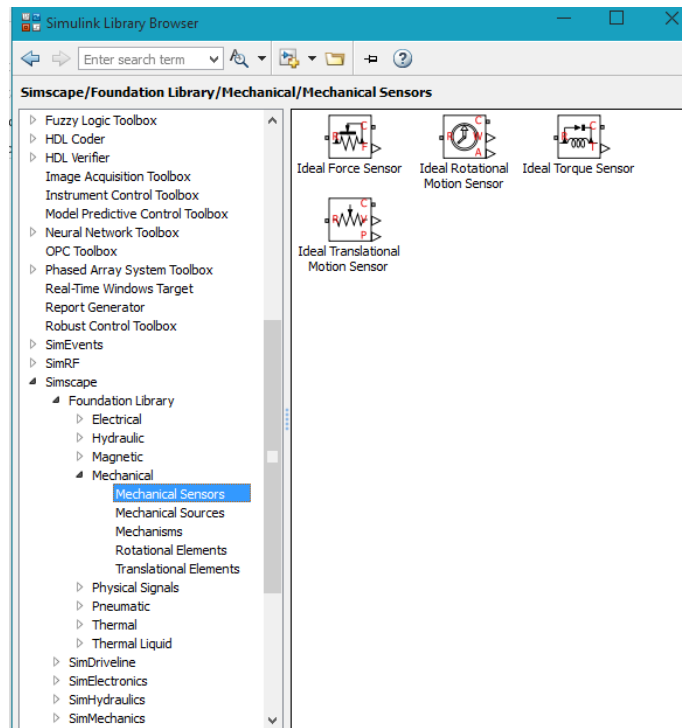 Simulink Library Browser
Enter search term
Simscape/Foundation Library/Mechanical/Mechanical Sensors
Fuzzy Logic Toolbox
HDL Coder
HDL Verifier
Image Acquisition Toolbox
Instrument Control Toolbox
Model Predictive Control Toolbox
Neural Network Toolbox
OPC Toolbox
Phased Array System Toolbox
Real-Time Windows Target
Report Generator
Robust Control Toolbox
SimEvents
SimRF
Simscape
Foundation Library
Electrical
Hydraulic
Magnetic
Mechanical
Mechanical Sensors
Mechanical Sources
Mechanisms
Rotational Elements
Translational Elements
Physical Signals
Pneumatic
Thermal
Thermal Liquid
SimDriveline
SimElectronics
SimHydraulics
SimMechanics
C
R
F
Ideal Force Sensor
C
R W
A
Ideal Rotational
Motion Sensor
C
R
T
Ideal Torque Sensor
C
R V
P
Ideal Translational
Motion Sensor